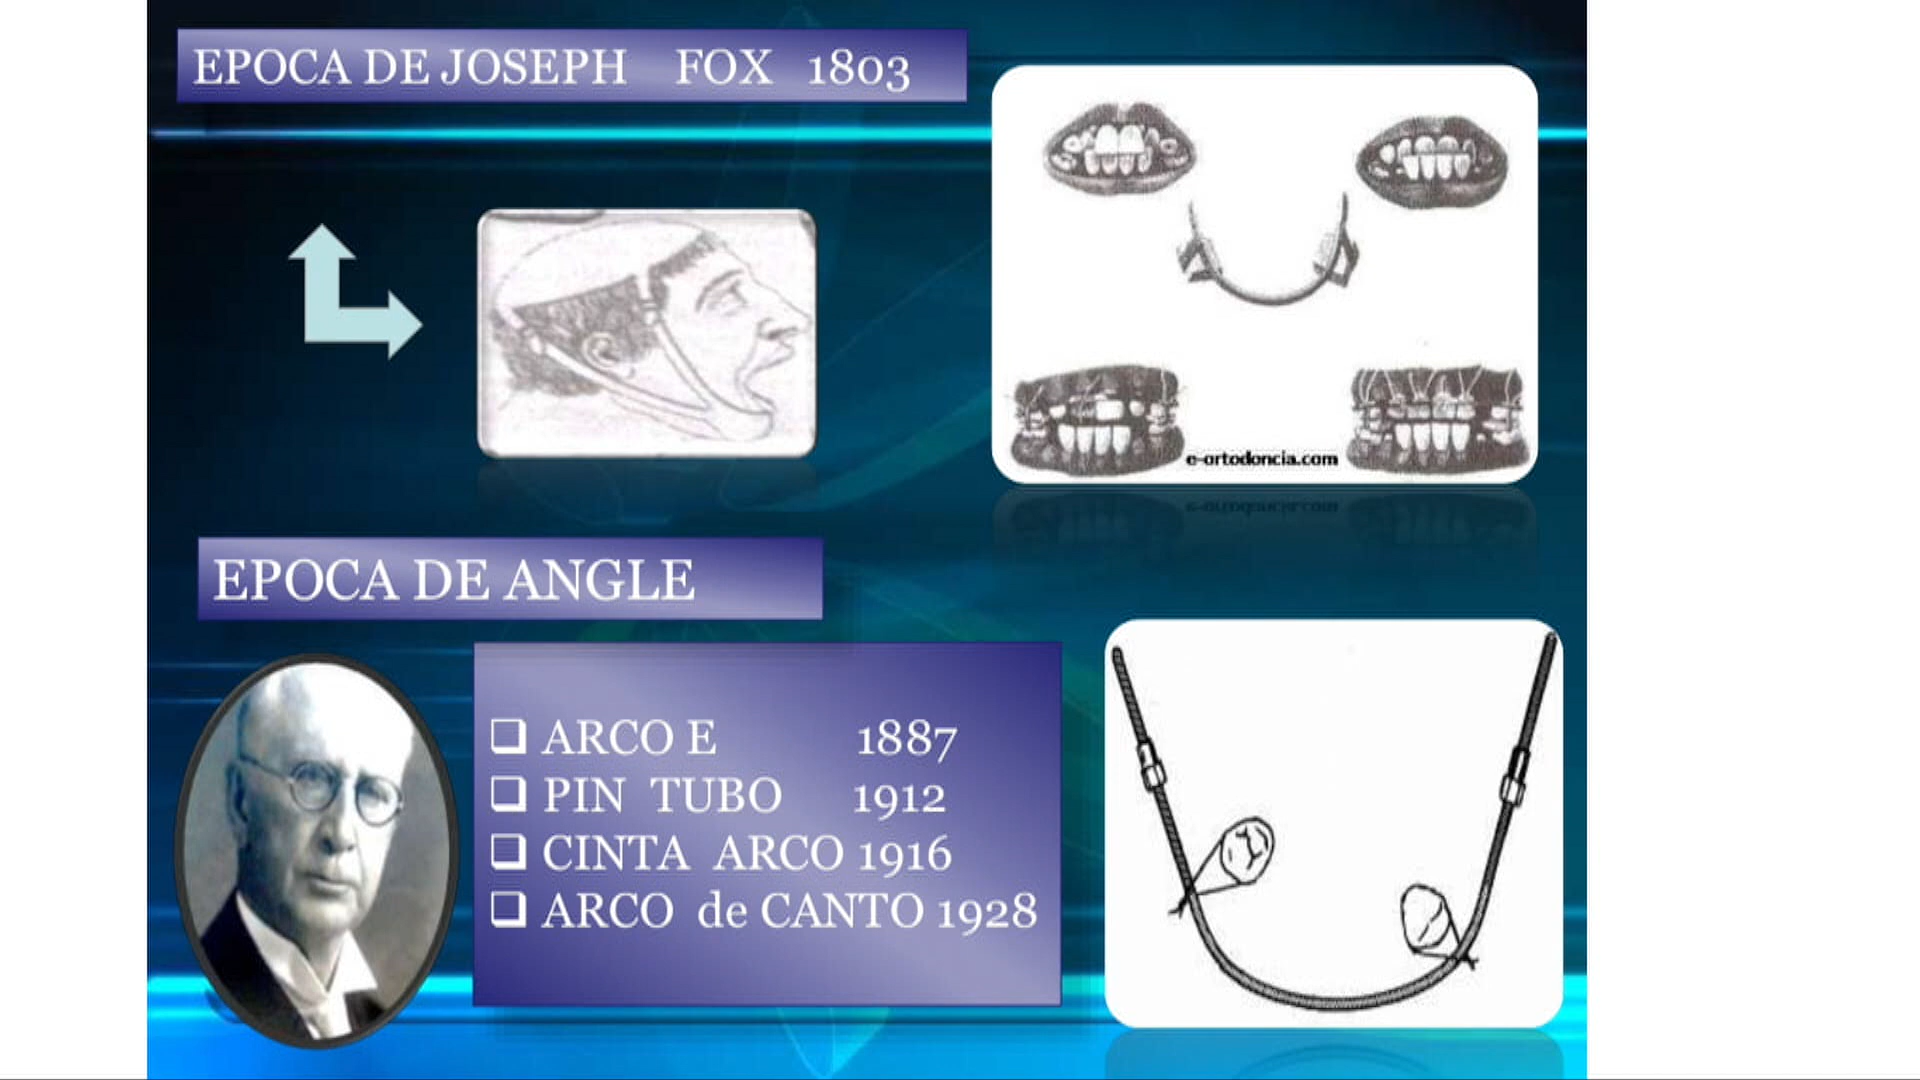 EPOCA DE JOSEPH FOX 1803
e-ortodoncia.com
EPOCA DE ANGLE
ARCO E 1887
PIN TUBO 1912
CINTA ARCO 1916
ARCO de CANTO 1928